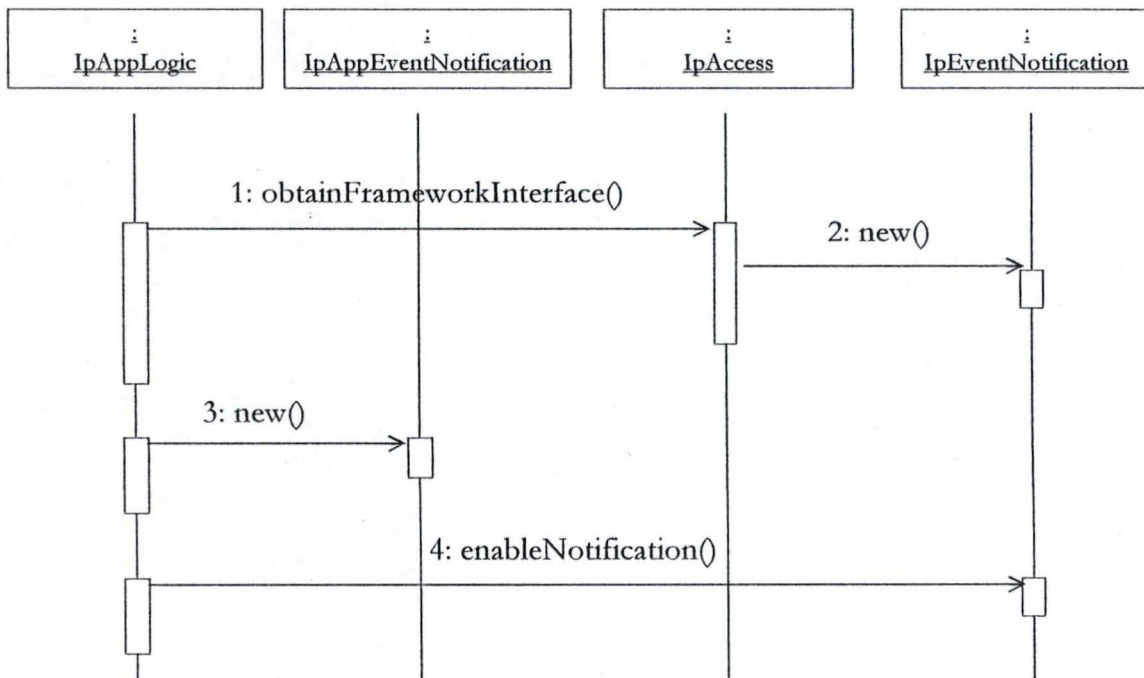 :
IpAppLogic
:
IpAppEventNotification
:
IpAccess
:
IpEventNotification
1: obtainFrameworkInterface()
2: new()
3: new()
4: enableNotification()